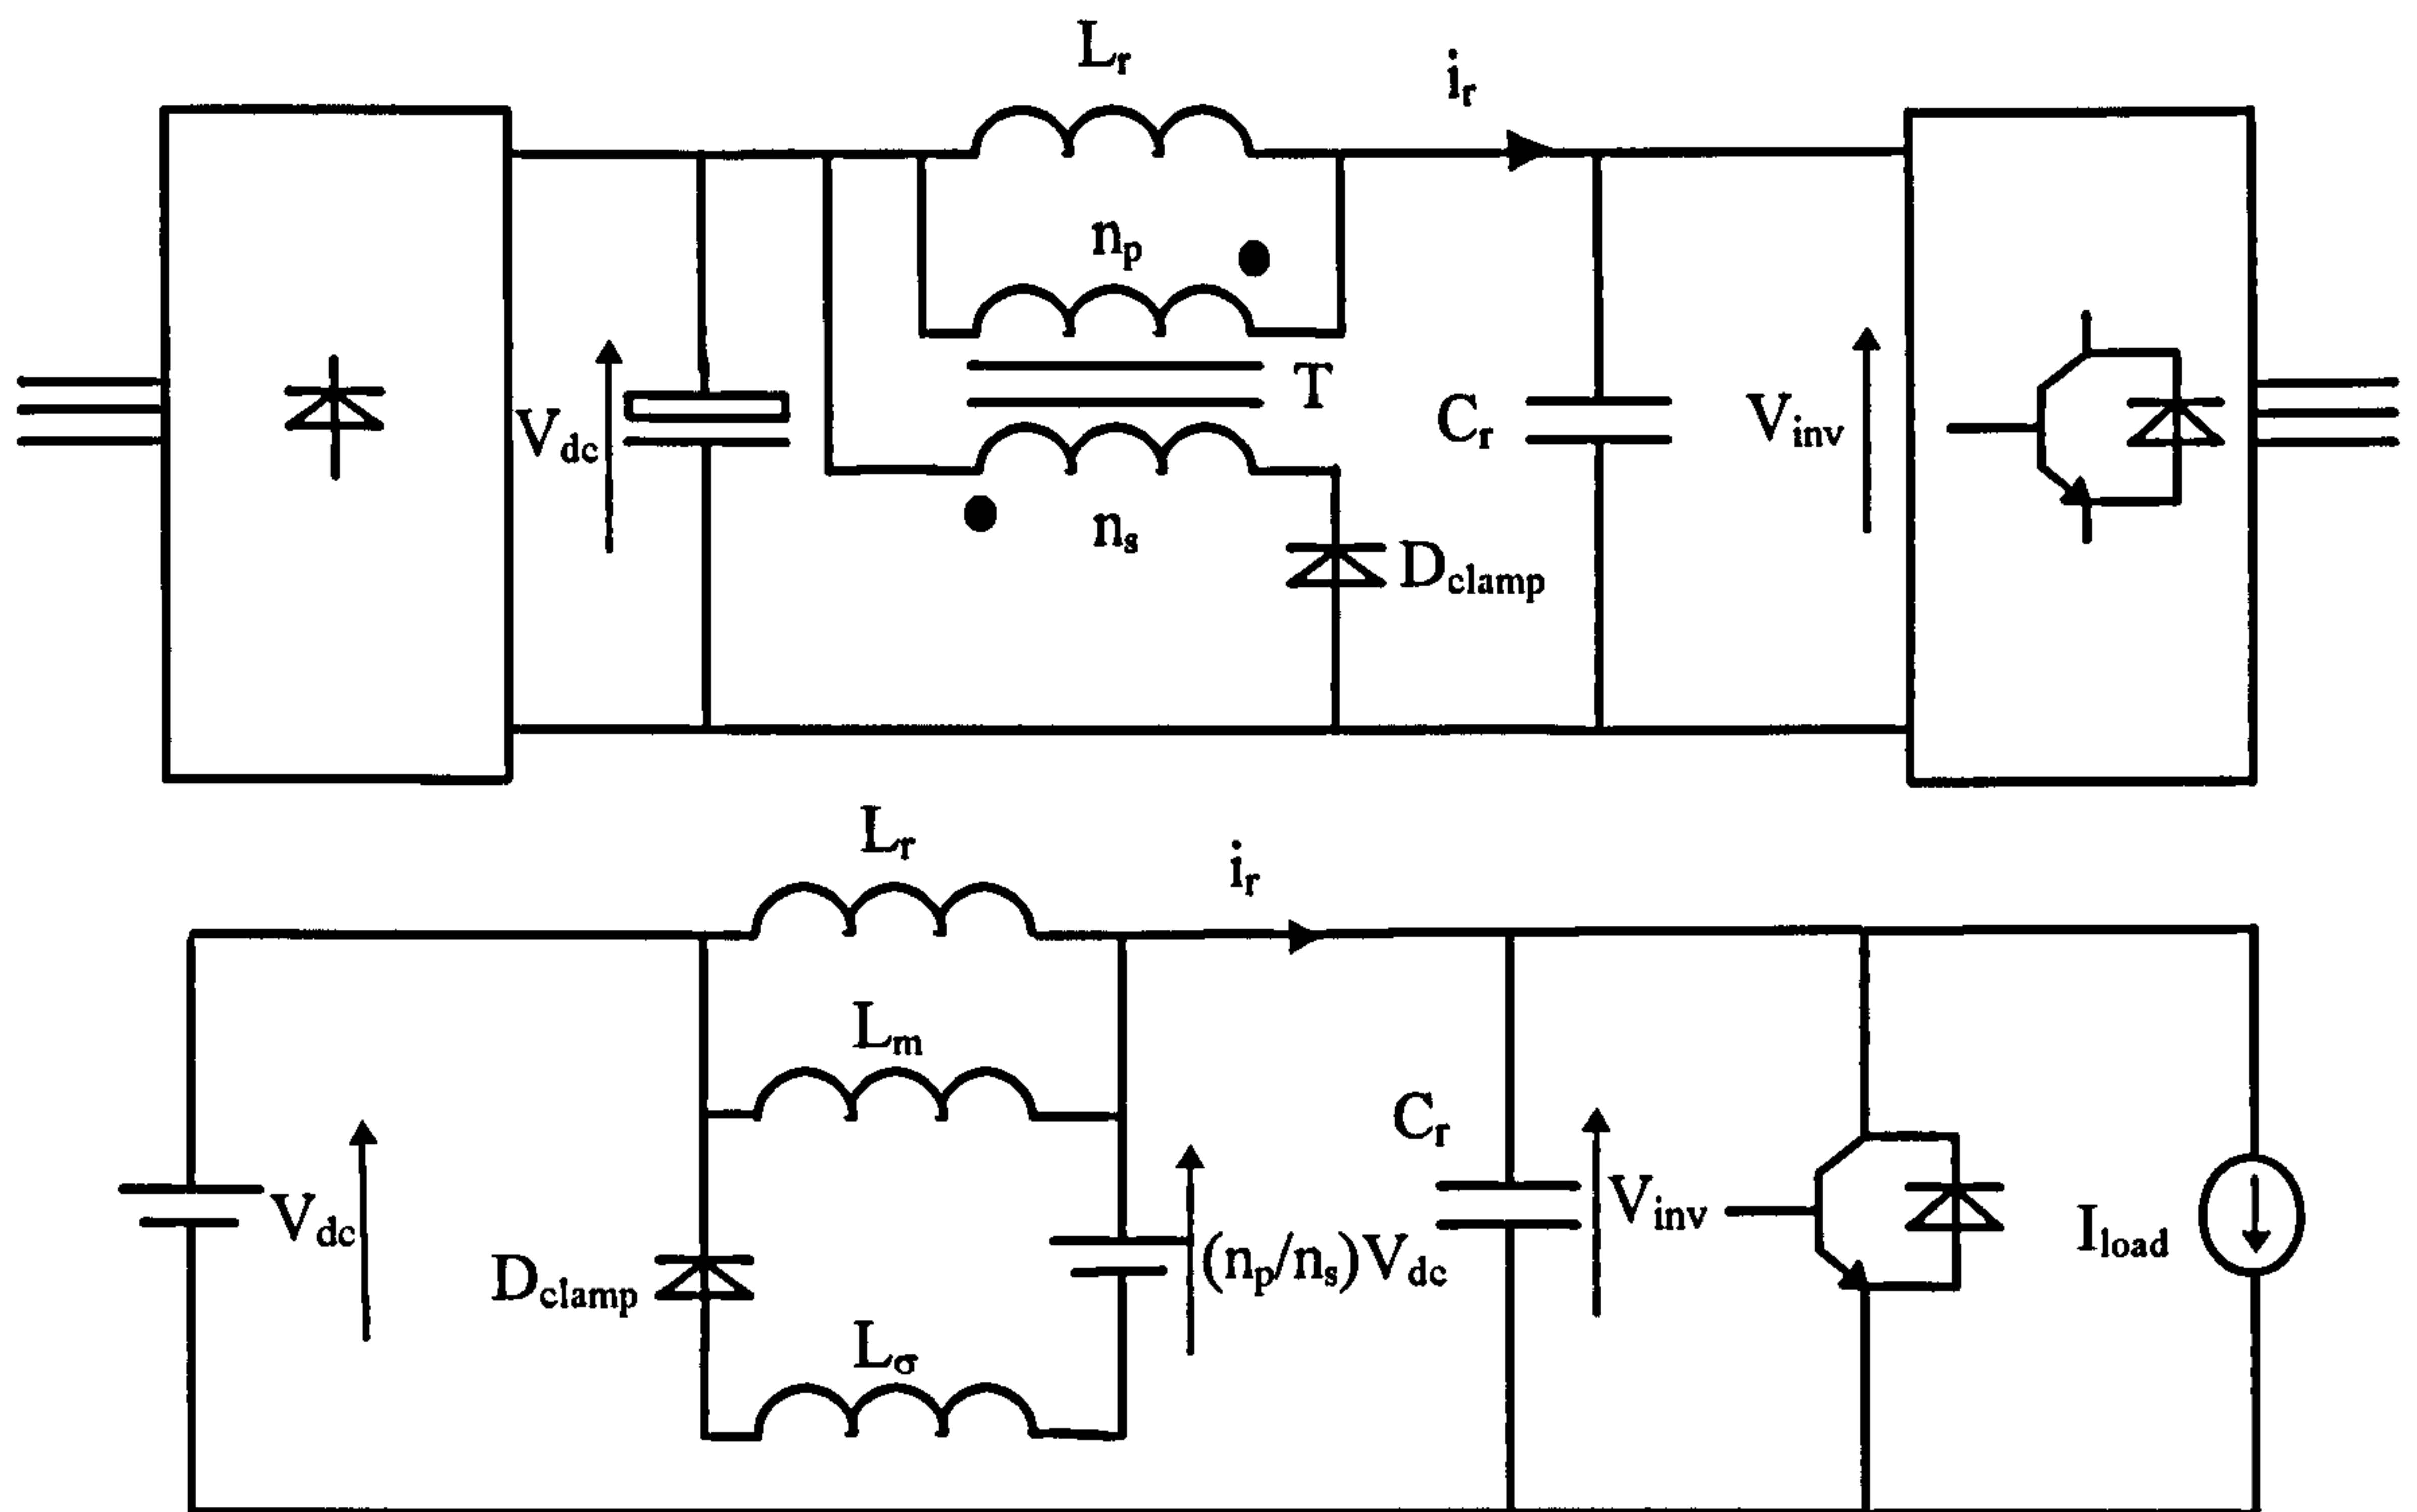 Lr
ir
np
T
Vdc
Cr
Vinv
ns
Dclamp
Lr
ir
Lm
Cr
Vdc
Vinv
(np/ns)Vdc
Iload
Dclamp
Lσ